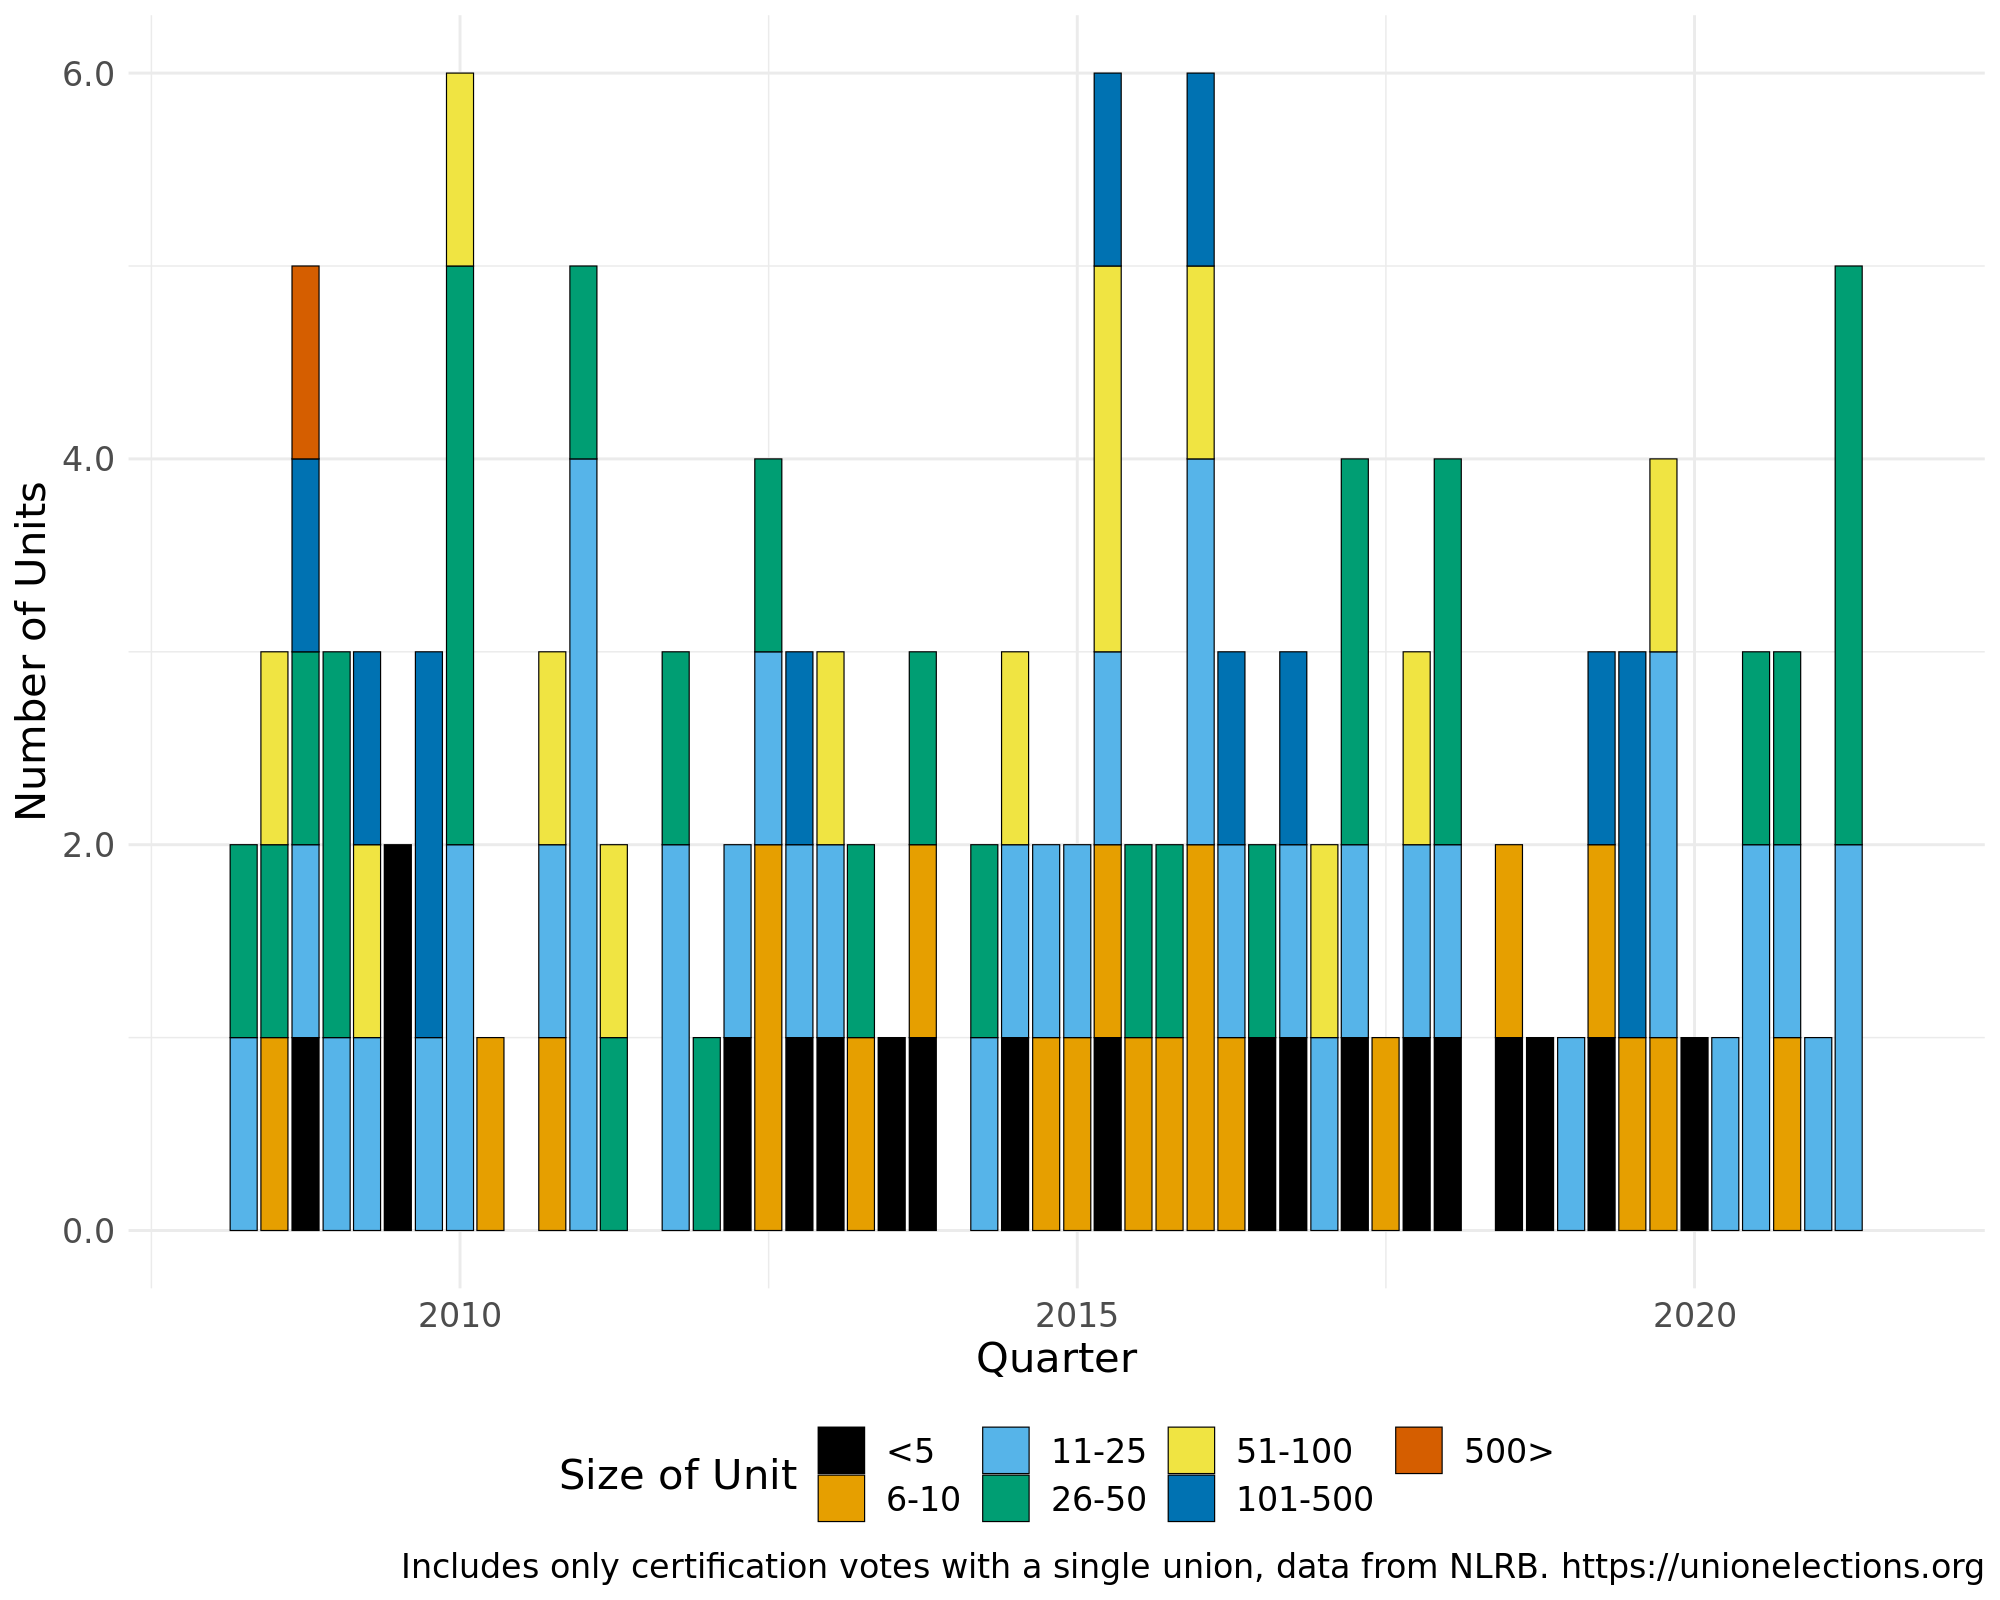 6.0
4.0
2.0
0.0
Number of Units
2010 2015 2020
Quarter
Size of Unit
<5 11-25 51-100 500>
6-10 26-50 101-500
Includes only certification votes with a single union, data from NLRB. https://unionelections.org